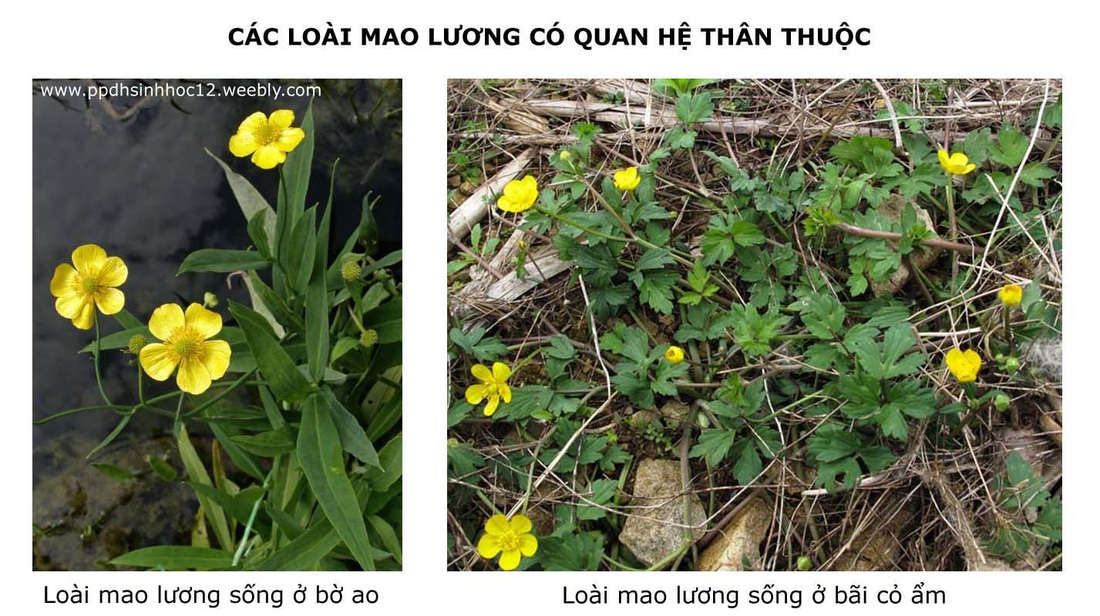 CÁC LOÀI MAO LƯƠNG CÓ QUAN HỆ THÂN THUỘC
www.ppdhsinhhoc12.weebly.com
Loài mao lương sống ở bờ ao
Loài mao lương sống ở bãi cỏ ẩm